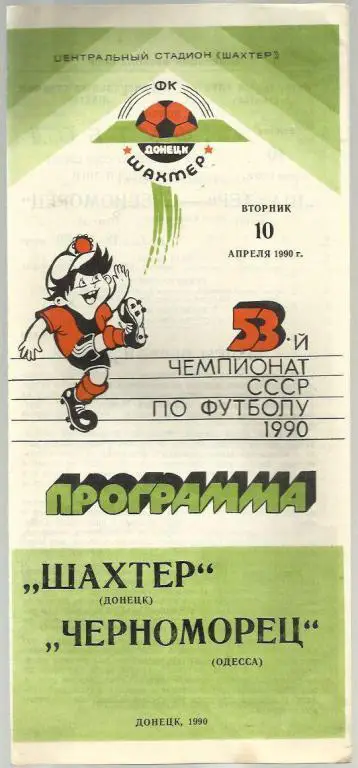 ЦЕНТРАЛЬНЫЙ СТАДИОН «ШАХТЕР»
ФК
ДОНЕЦК
ШАХТЕР
ВТОРНИК
10
АПРЕЛЯ 1990 г.
53-Й
ЧЕМПИОНАТ
СССР
ПО ФУТБОЛУ
1990
ПРОГРАММА
„ШАХТЕР“
(ДОНЕЦК)
„ЧЕРНОМОРЕЦ“
(ОДЕССА)
ДОНЕЦК, 1990